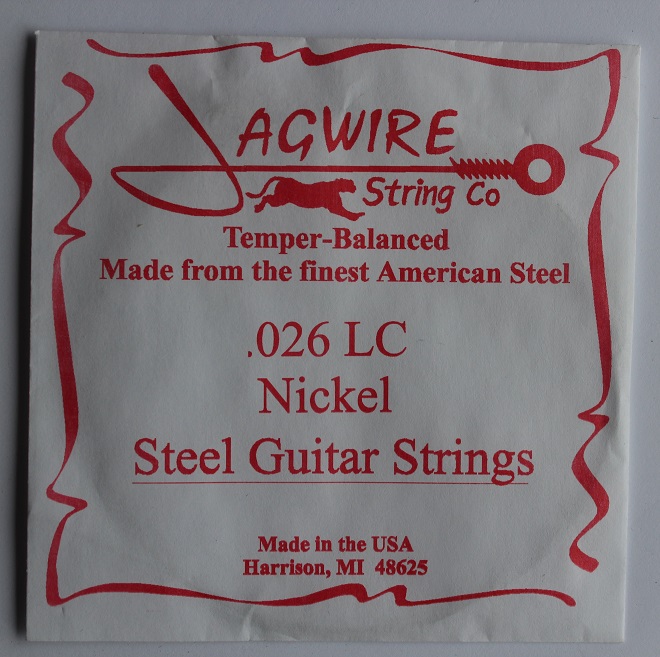 JAGWIRE
String Co
Temper-Balanced
Made from the finest American Steel
.026 LC
Nickel
Steel Guitar Strings
Made in the USA
Harrison, MI 48625